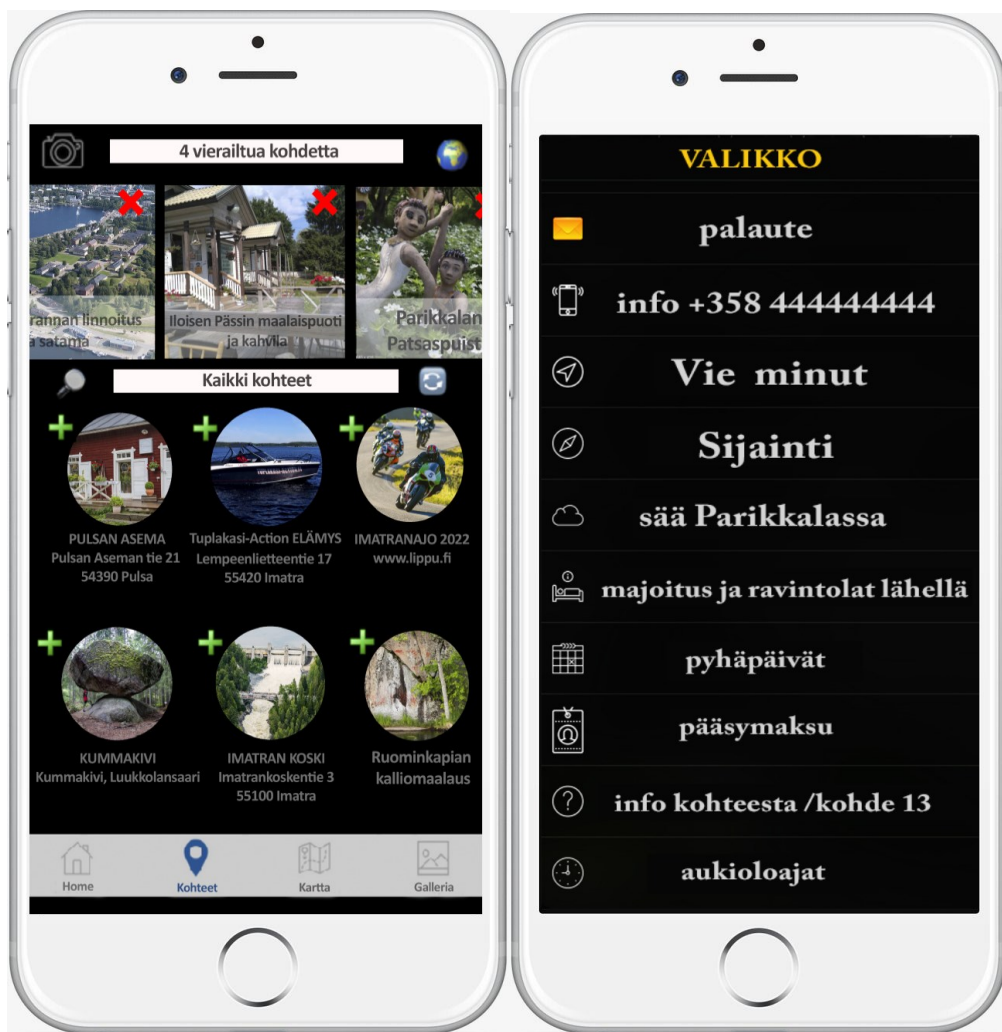 4 vierailtua kohdetta
rannan linnoitus
a satama
Iloisen Pässin maalaispuoti
ja kahvila
Parikkalan
Patsaspuist
Kaikki kohteet
PULSAN ASEMA
Pulsan Aseman tie 21
54390 Pulsa
Tuplakasi-Action ELÄMYS
Lempeenlietteentie 17
55420 Imatra
IMATRANAJO 2022
www.lippu.fi
KUMMAKIVI
Kummakivi, Luukkolansaari
IMATRAN KOSKI
Imatrankoskentie 3
55100 Imatra
Ruominkapian
kalliomaalaus
Home
Kohteet
Kartta
Galleria
VALIKKO
palaute
info +358 444444444
Vie minut
Sijainti
sää Parikkalassa
majoitus ja ravintolat lähellä
pyhäpäivät
pääsymaksu
info kohteesta /kohde 13
aukioloajat